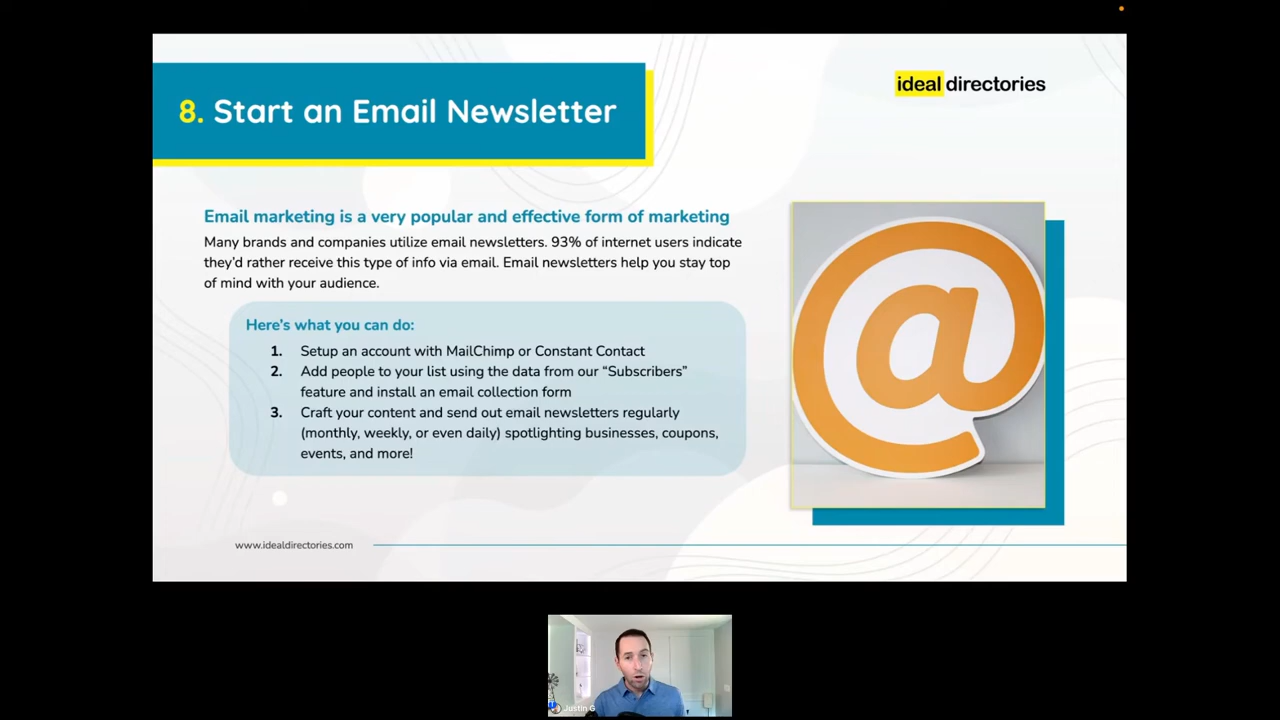 8. Start an Email Newsletter
ideal directories
Email marketing is a very popular and effective form of marketing
Many brands and companies utilize email newsletters. 93% of internet users indicate
they’d rather receive this type of info via email. Email newsletters help you stay top
of mind with your audience.
Here’s what you can do:
1. Setup an account with MailChimp or Constant Contact
2. Add people to your list using the data from our “Subscribers”
feature and install an email collection form
3. Craft your content and send out email newsletters regularly
(monthly, weekly, or even daily) spotlighting businesses, coupons,
events, and more!
@
www.idealdirectories.com
Justin G